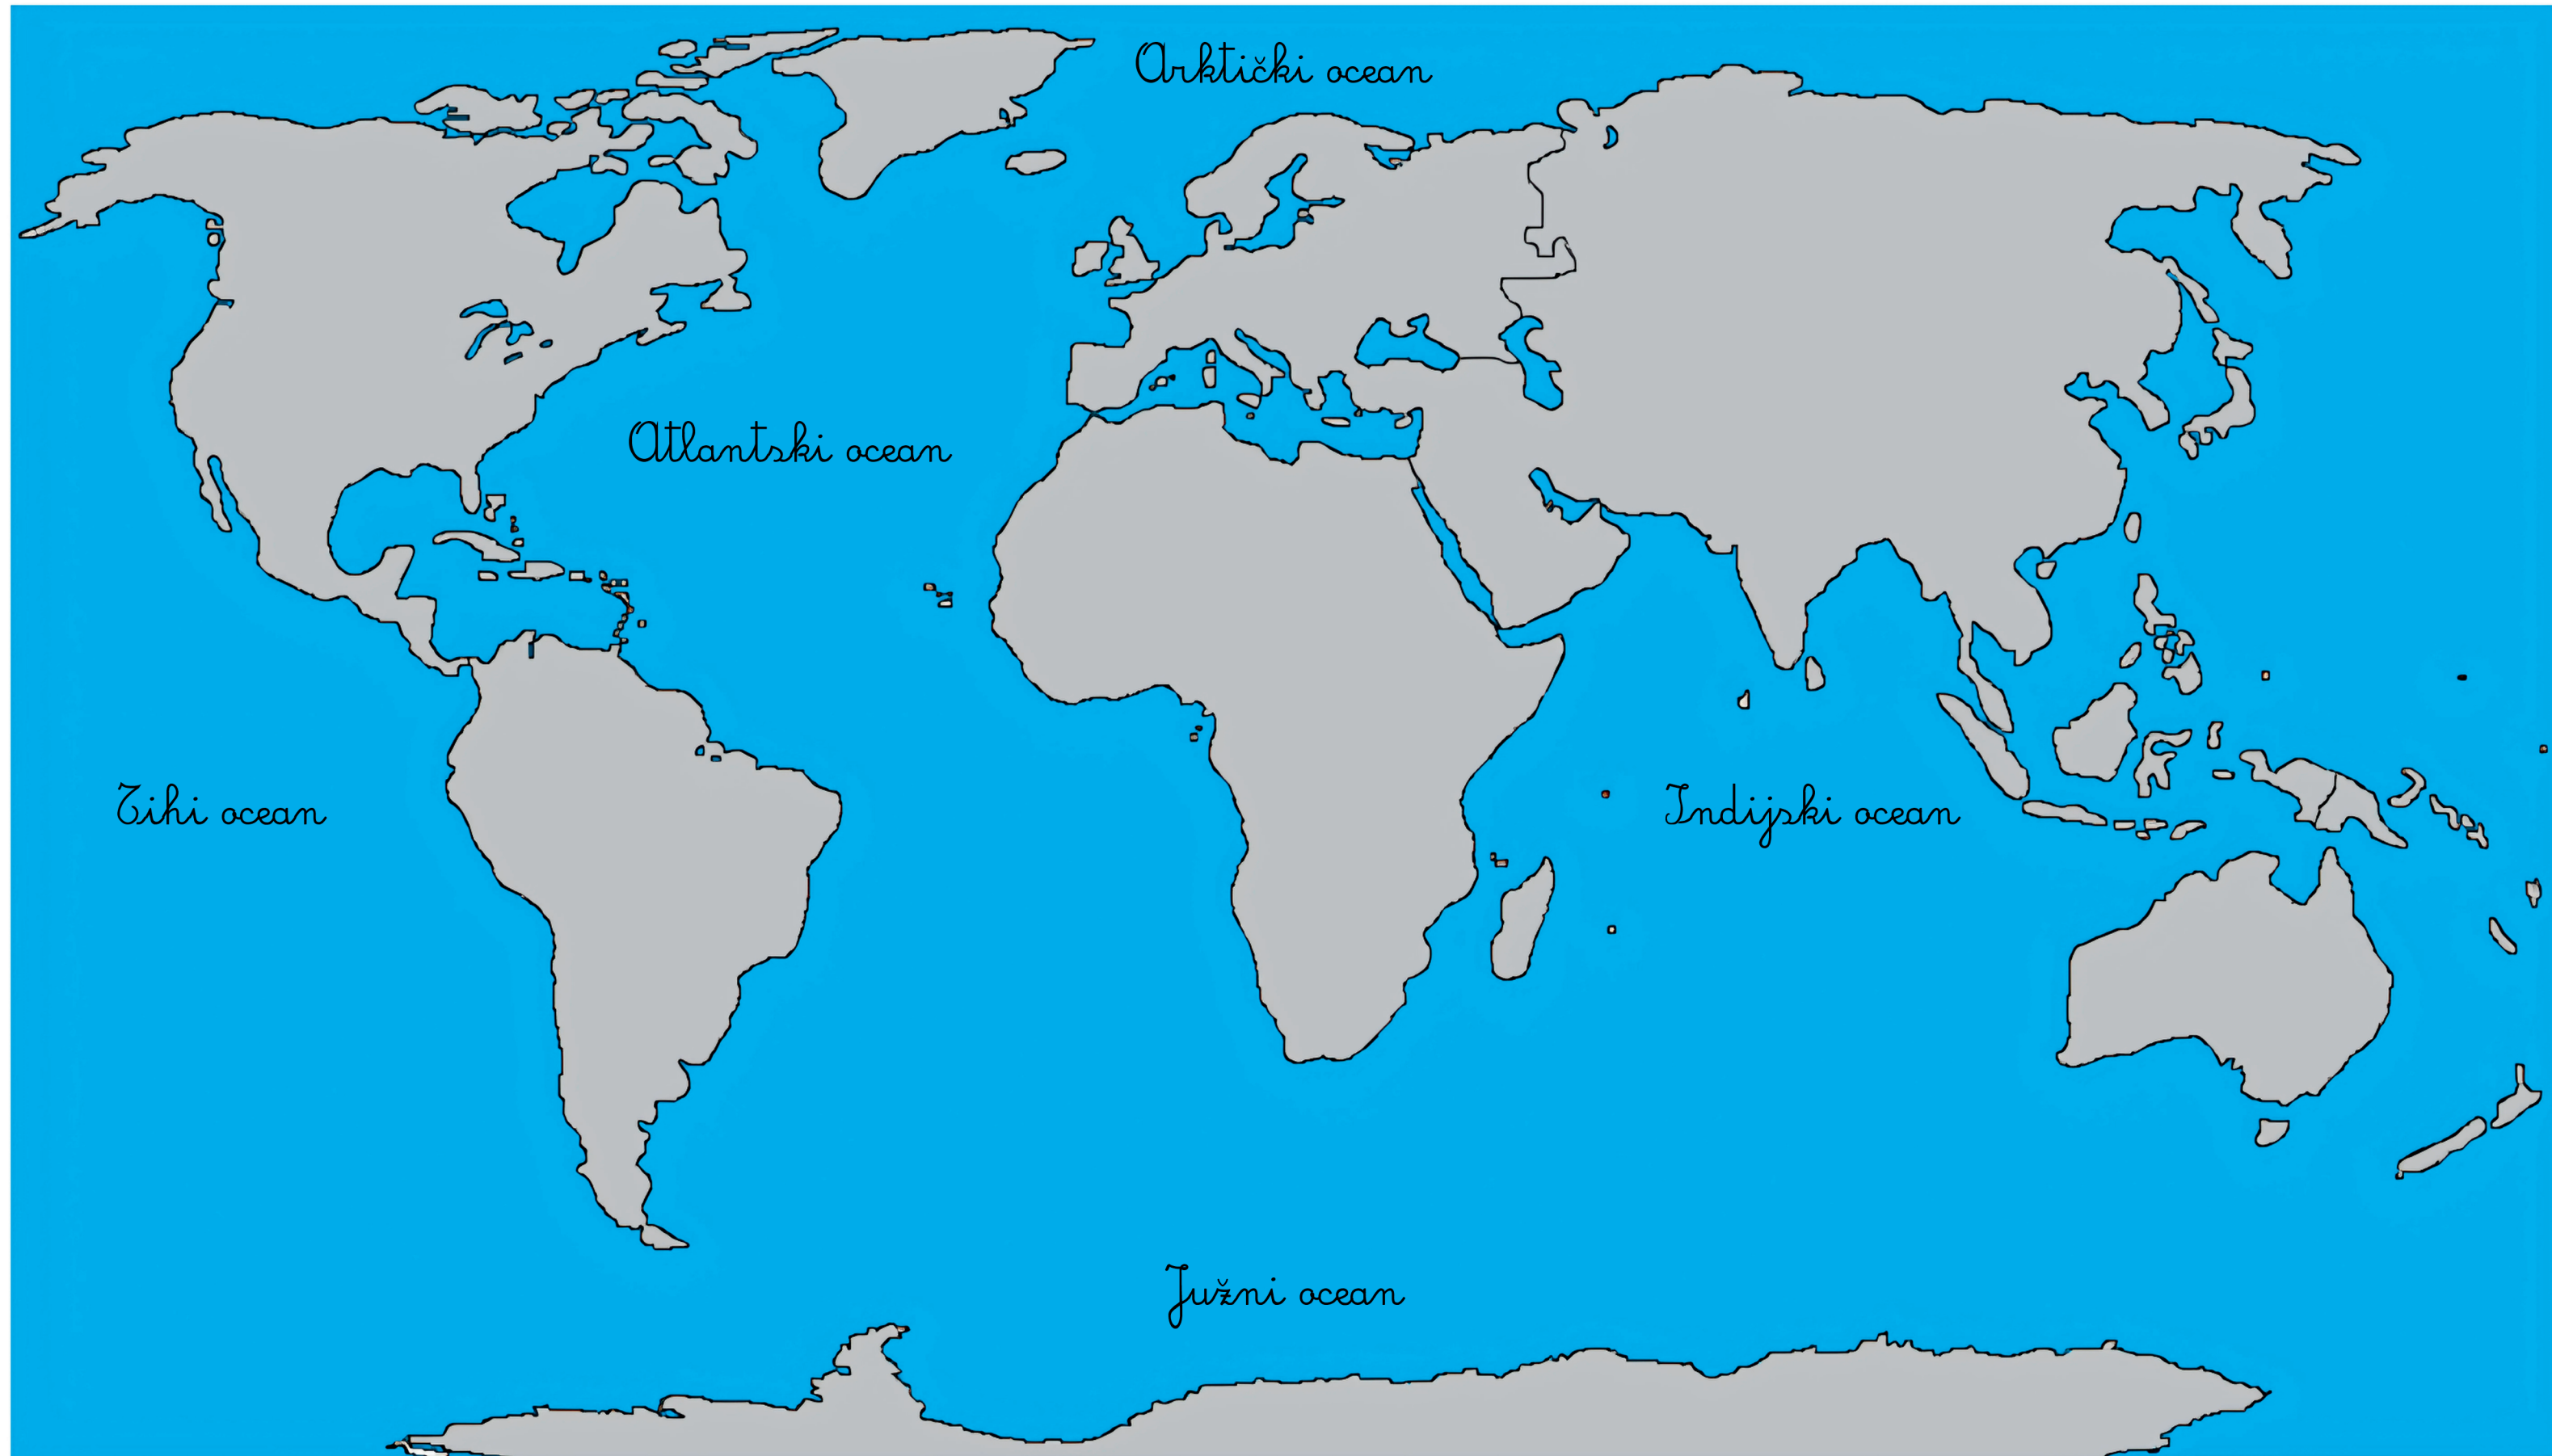 Arktički ocean
Atlantski ocean
Tihi ocean
Indijski ocean
Južni ocean